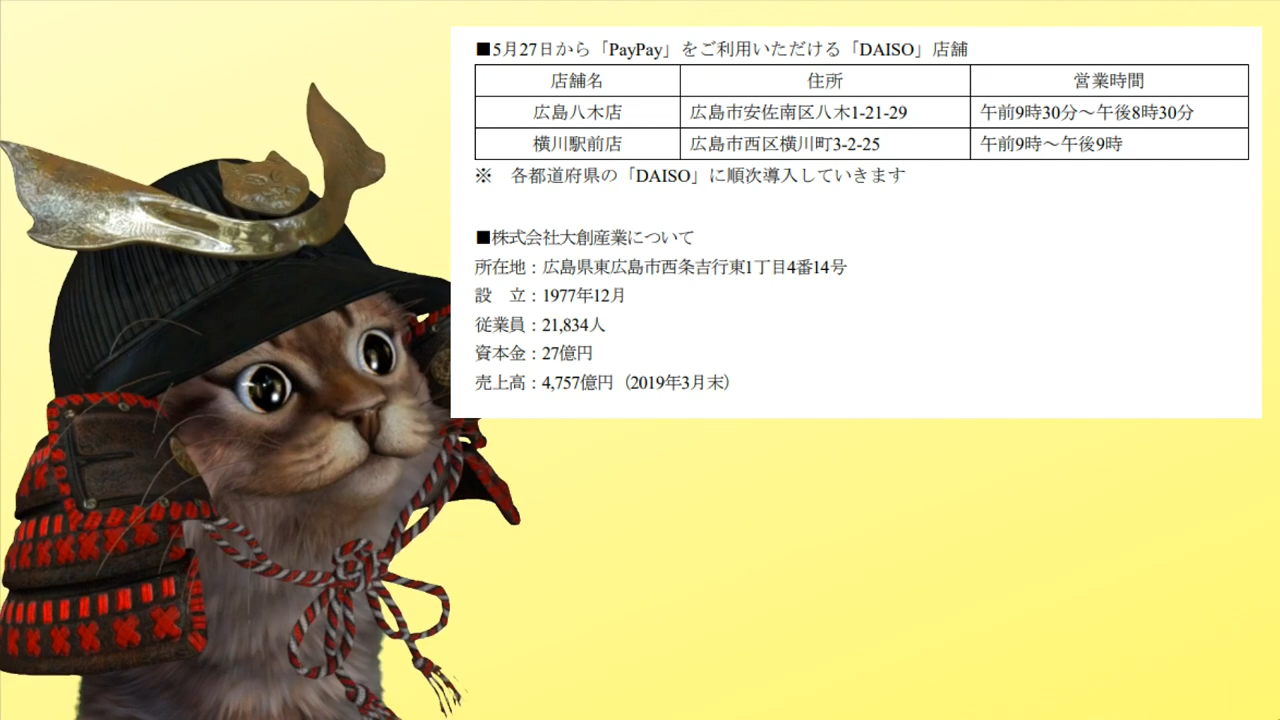 ■5月27日から「PayPay」をご利用いただける「DAISO」店舗
店舗名 住所 営業時間
広島八木店 広島市安佐南区八木1-21-29 午前9時30分～午後8時30分
横川駅前店 広島市西区横川町3-2-25 午前9時～午後9時
※　各都道府県の「DAISO」に順次導入していきます
■株式会社大創産業について
所在地：広島県東広島市西条吉行東1丁目4番14号
設　立：1977年12月
従業員：21,834人
資本金：27億円
売上高：4,757億円（2019年3月末）